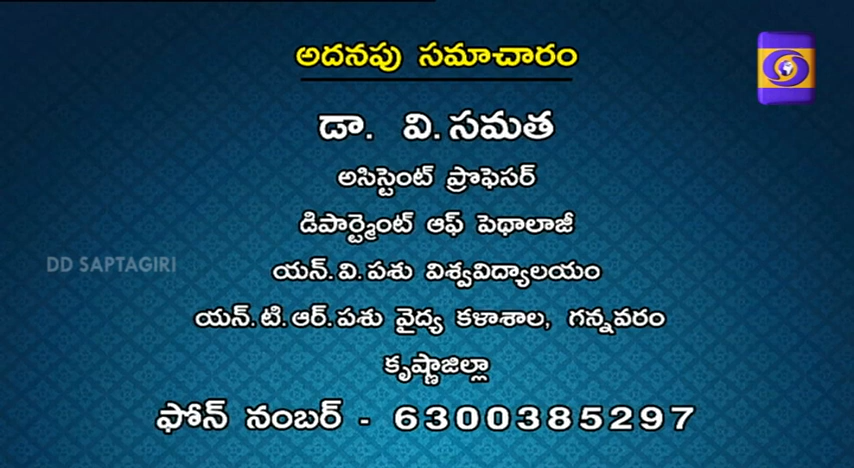 అదనపు సమాచారం
డా. వి. సమత
అసిస్టెంట్ ప్రొఫెసర్
డిపార్ట్మెంట్ ఆఫ్ పెథాలాజీ
DD SAPTAGIRI
యన్.వి.పశు విశ్వవిద్యాలయం
యన్.టి.ఆర్.పశు వైద్య కళాశాల, గన్నవరం
కృష్ణాజిల్లా
ఫోన్ నంబర్ - 6300385297